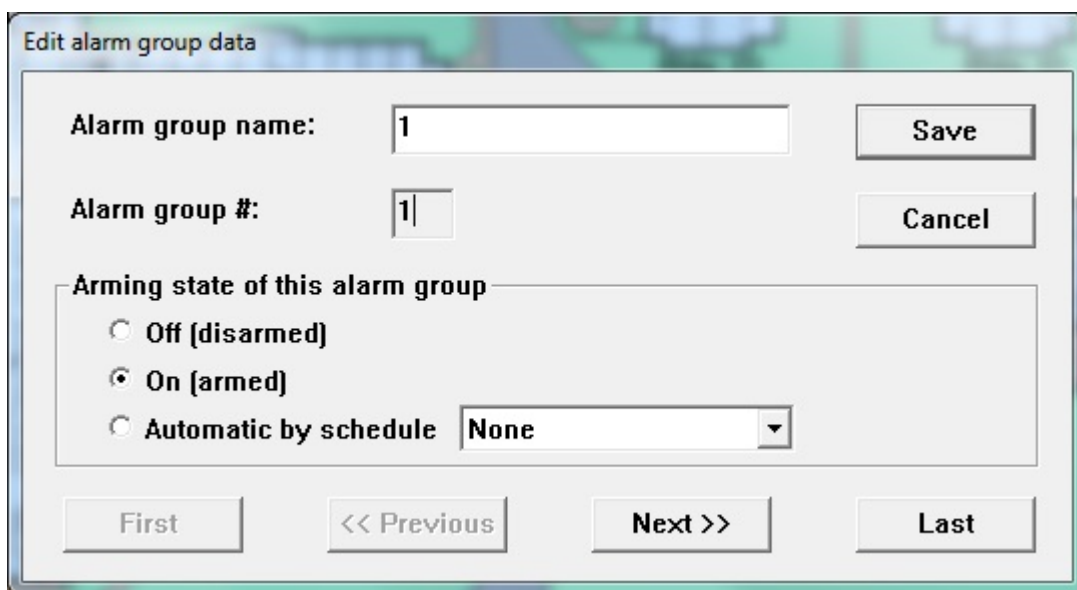 Edit alarm group data
Alarm group name: 1 Save
Alarm group #: 1 Cancel
Arming state of this alarm group
Off (disarmed)
On (armed)
Automatic by schedule None
First << Previous Next >> Last